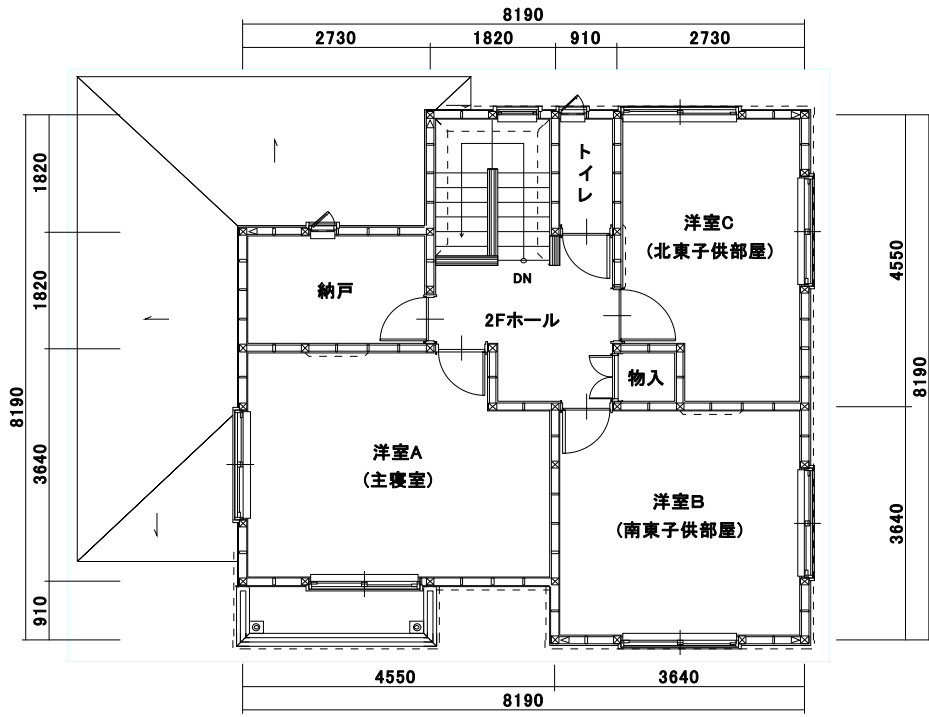 8190
2730 1820 910 2730
1820
1820
3640
910
8190
トイレ
洋室C
(北東子供部屋)
納戸
DN
2Fホール
物入
洋室A
(主寝室)
洋室B
(南東子供部屋)
4550
3640
8190
4550 3640
8190